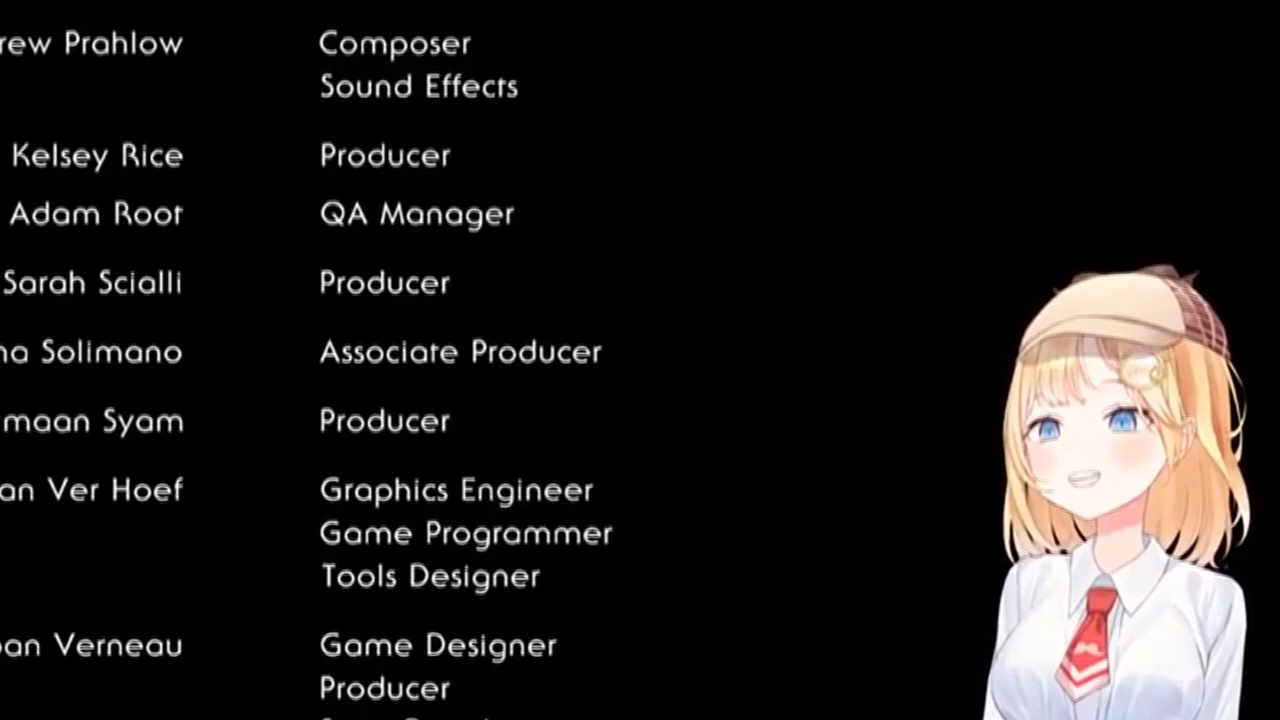 rew Prahlow Composer
Sound Effects
Kelsey Rice Producer
Adam Root QA Manager
Sarah Scialli Producer
na Solimano Associate Producer
maan Syam Producer
an Ver Hoef Graphics Engineer
Game Programmer
Tools Designer
an Verneau Game Designer
Producer